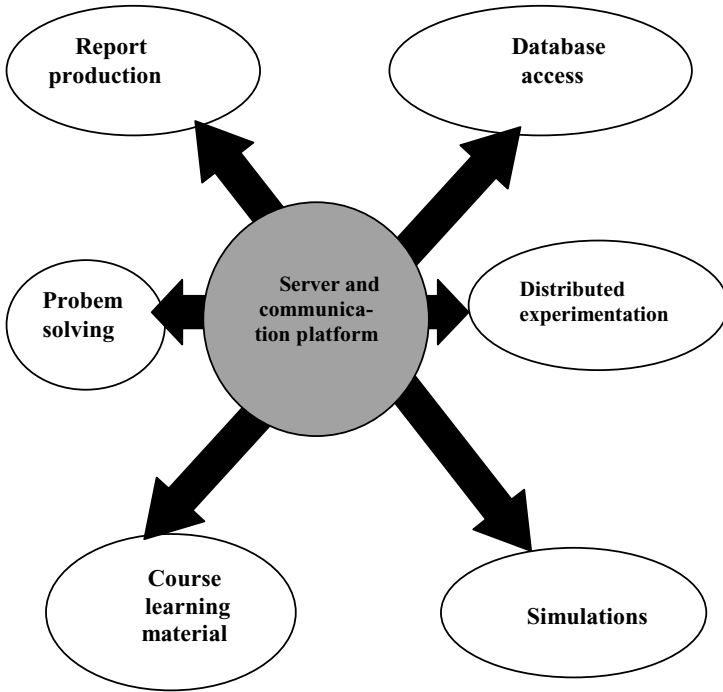 Report
production
Database
access
Server and
communica-
tion platform
Probem
solving
Distributed
experimentation
Course
learning
material
Simulations